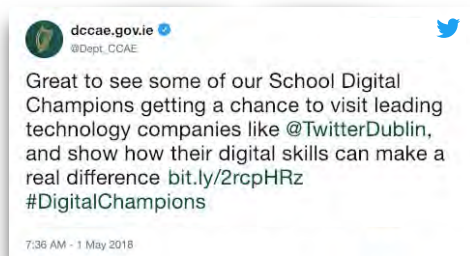 dccae.gov.ie
@Dept_CCAE
Great to see some of our School Digital
Champions getting a chance to visit leading
technology companies like @TwitterDublin,
and show how their digital skills can make a
real difference bit.ly/2rcpHRz
#DigitalChampions
7:36 AM - 1 May 2018